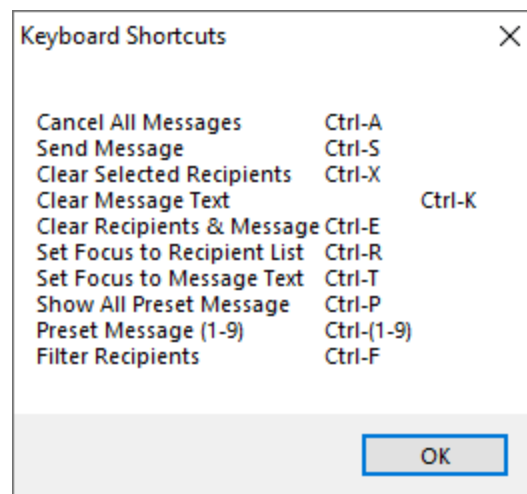 Keyboard Shortcuts
Cancel All Messages Ctrl-A
Send Message Ctrl-S
Clear Selected Recipients Ctrl-X
Clear Message Text Ctrl-K
Clear Recipients & Message Ctrl-E
Set Focus to Recipient List Ctrl-R
Set Focus to Message Text Ctrl-T
Show All Preset Message Ctrl-P
Preset Message (1-9) Ctrl-(1-9)
Filter Recipients Ctrl-F
OK